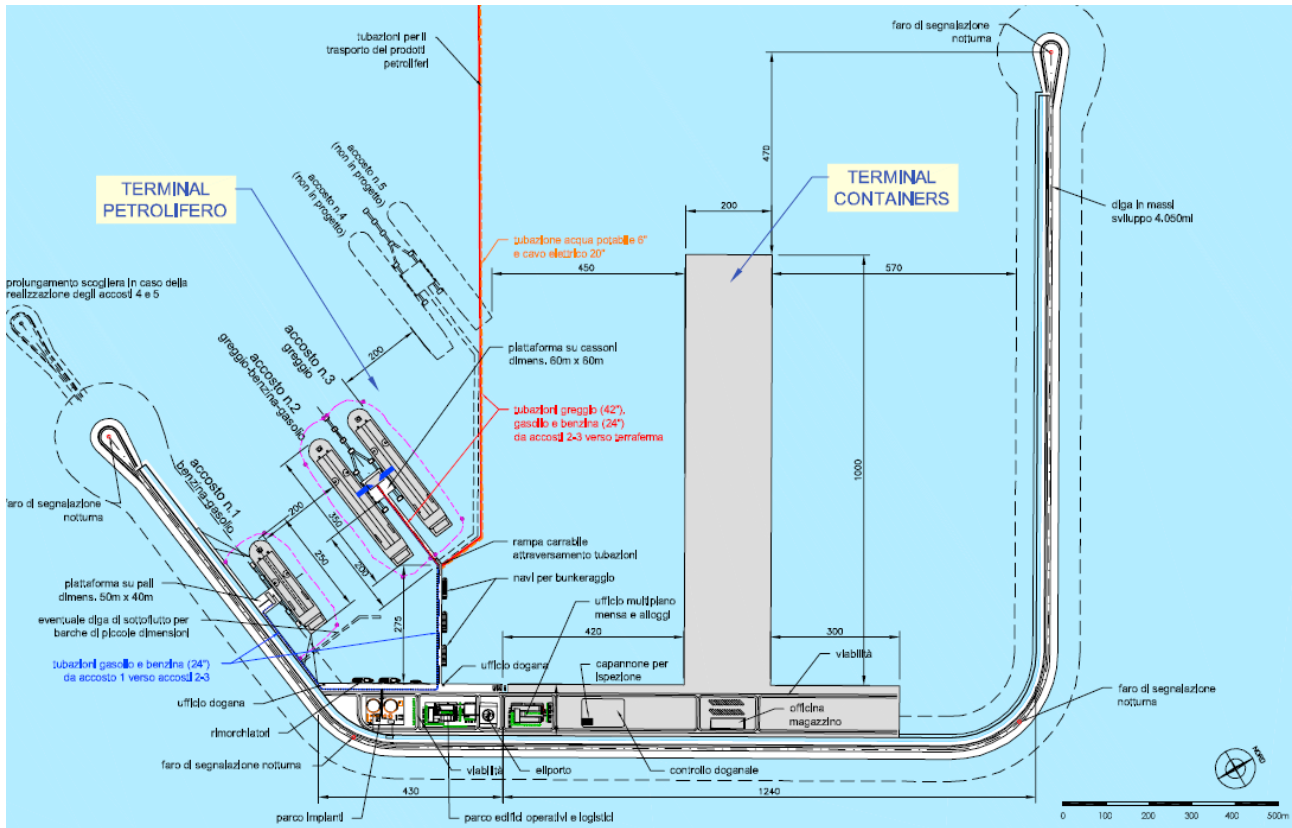 faro di segnalazione
notturna
tubazioni per il
trasporto dei prodotti
petroliferi
accosto n.5
(non in progetto)
accosto n.4
(non in progetto)
TERMINAL
PETROLIFERO
TERMINAL
CONTAINERS
470
200
diga in massi
sviluppo 4.050ml
tubazione acqua potabile 6"
e cavo elettrico 20"
450
570
prolungamento scogliera in caso della
realizzazione degli accosti 4 e 5
accosto n.3
greggio
accosto n.2
greggio-benzina-gasolio
200
plattaforma su cassoni
dimens. 60m x 60m
tubazioni greggio (42"),
gasolio e benzina (24")
da accosti 2-3 verso terraferma
1000
accosto n.1
benzina-gasolio
faro di segnalazione
notturna
200
350
250
200
rampa carrabile
attraversamento tubazioni
navi per bunkeraggio
plattaforma su pali
dimens. 50m x 40m
ufficio multipiano
mensa e alloggi
eventuale diga di sottoflutto per
barche di piccole dimensioni
275
420
300
tubazioni gasolio e benzina (24")
da accosto 1 verso accosti 2-3
ufficio dogana
capannone per
ispezione
viabilità
ufficio dogana
officina
magazzino
faro di segnalazione
notturna
rimorchiatori
faro di segnalazione notturna
viabilità
eliporto
controllo doganale
NORD
430
1240
parco impianti
parco edifici operativi e logistici
0 100 200 300 400 500m